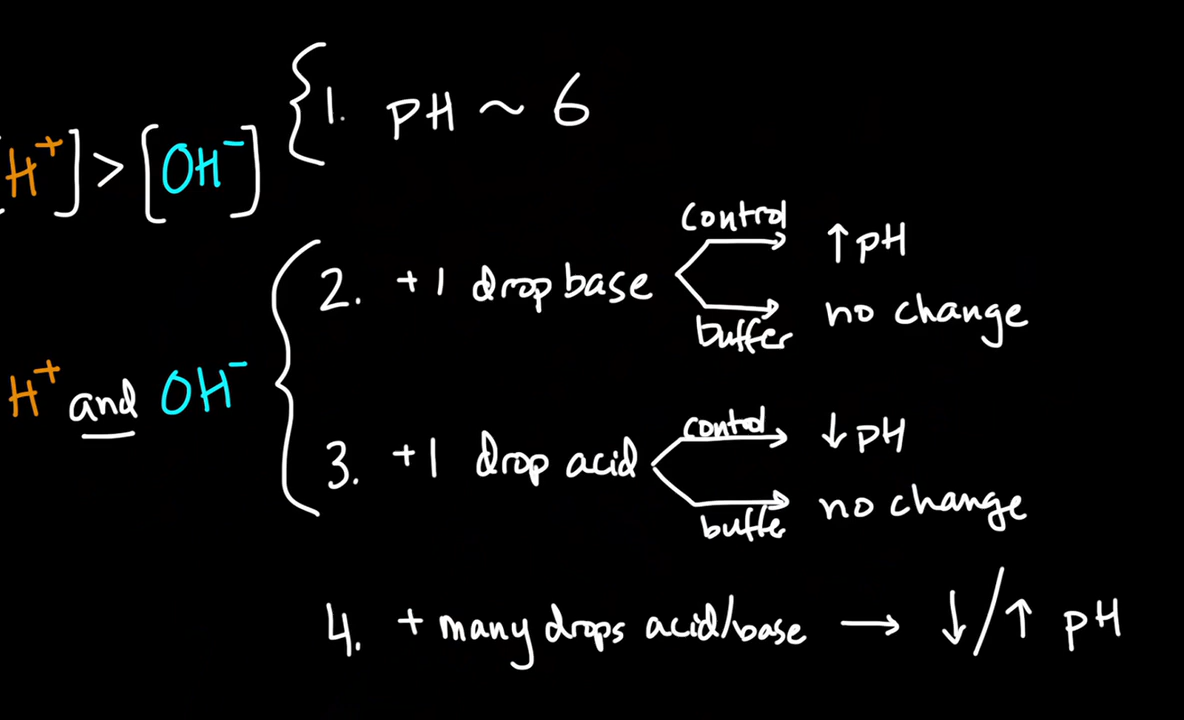 [H⁺] > [OH⁻]
1. pH ~ 6
H⁺ and OH⁻
2. +1 drop base
control ↑ pH
buffer no change
3. +1 drop acid
control ↓ pH
buffe no change
4. + many drops acid/base → ↓/↑ pH